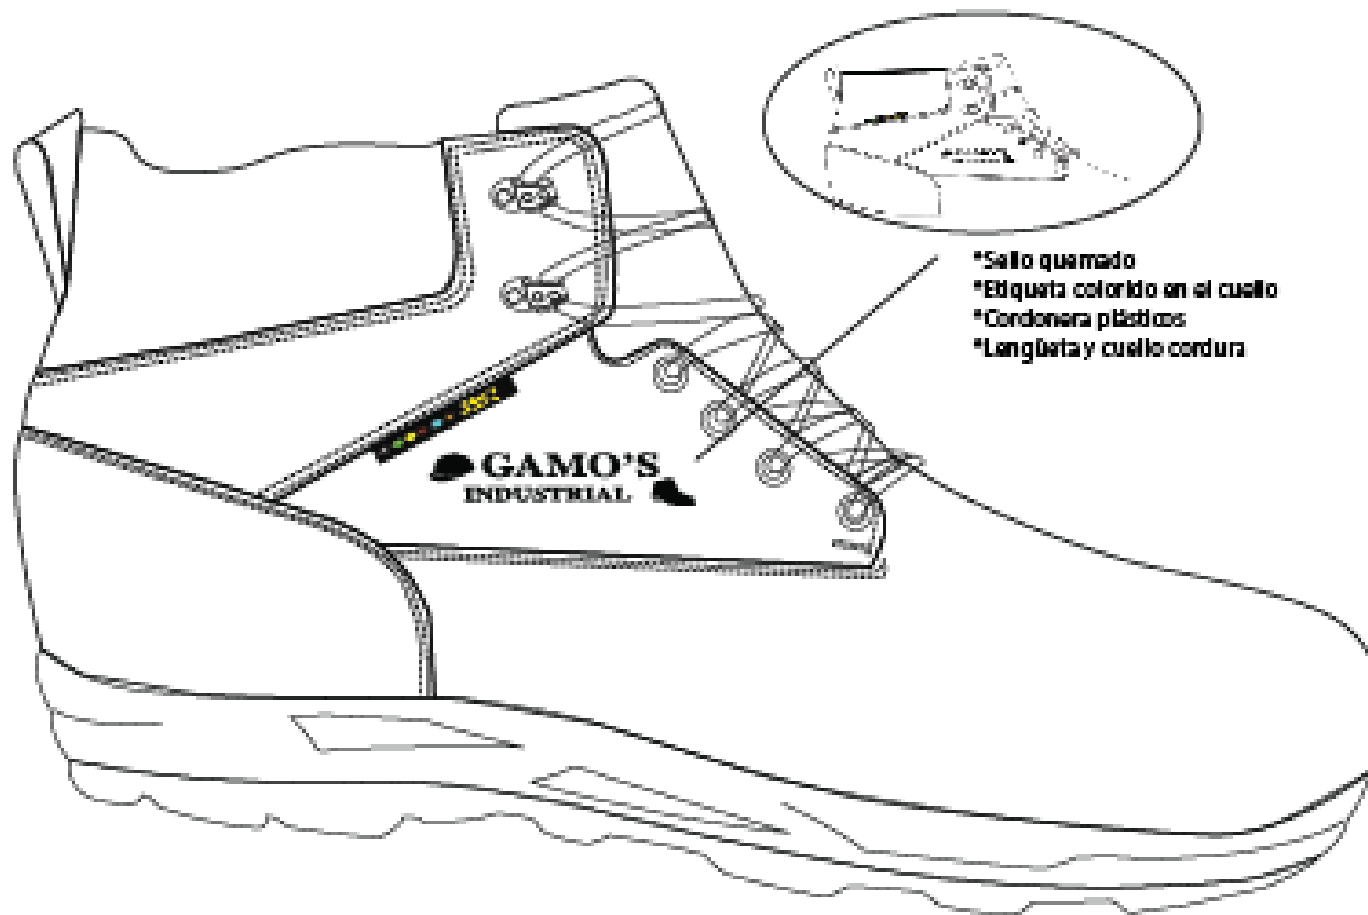 *Sello quemado
*Etiqueta colorido en el cuello
*Cordonera plásticos
*Lengüeta y cuello cordura
GAMO'S
INDUSTRIAL